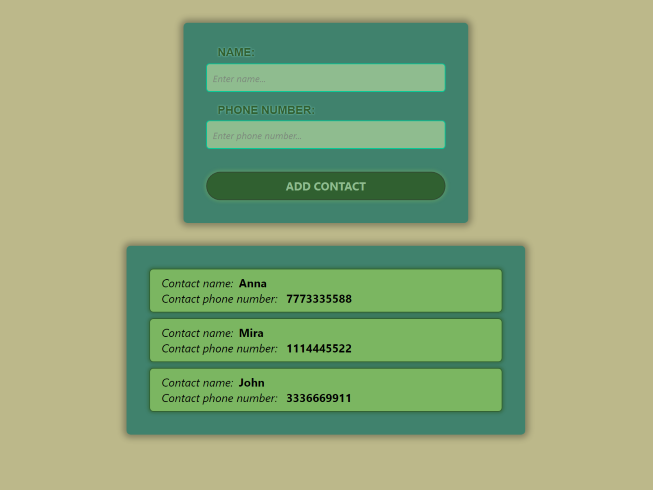 NAME:
Enter name...
PHONE NUMBER:
Enter phone number...
ADD CONTACT
Contact name: Anna
Contact phone number: 7773335588
Contact name: Mira
Contact phone number: 1114445522
Contact name: John
Contact phone number: 3336669911